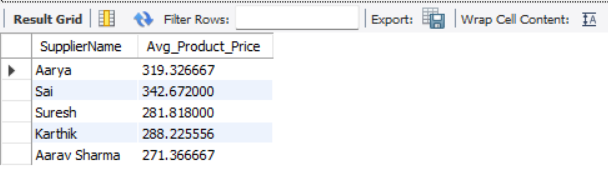 Result Grid Filter Rows: Export: Wrap Cell Content:
SupplierName Avg_Product_Price
Aarya 319.326667
Sai 342.672000
Suresh 281.818000
Karthik 288.225556
Aarav Sharma 271.366667